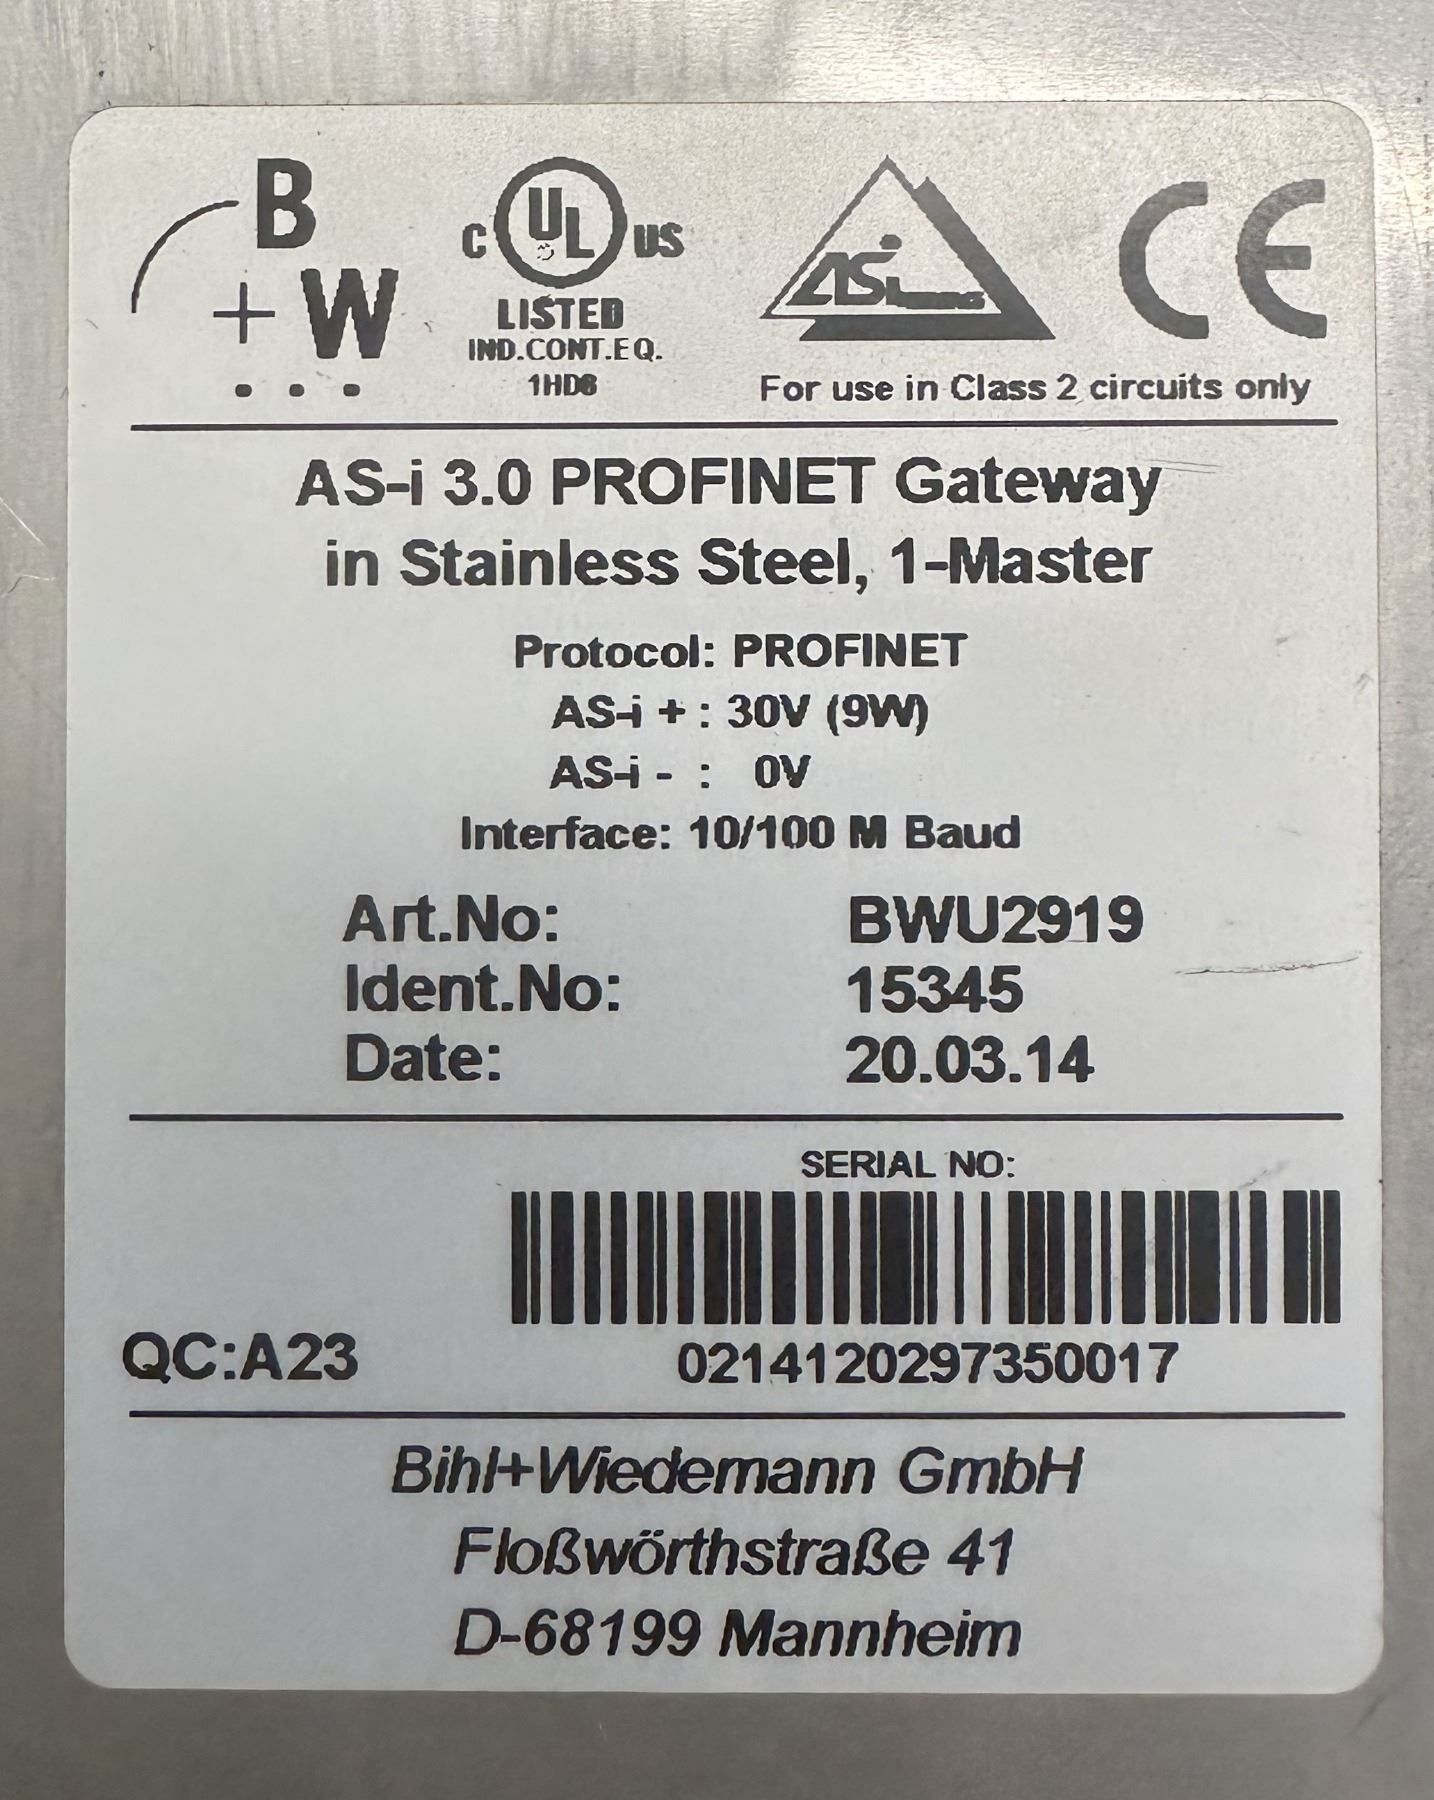 B
+W
C UL US
LISTED
IND.CONT.EQ.
1HD8
ASi
CE
For use in Class 2 circuits only
AS-i 3.0 PROFINET Gateway
in Stainless Steel, 1-Master
Protocol: PROFINET
AS-i + : 30V (9W)
AS-i - : 0V
Interface: 10/100 M Baud
Art.No: BWU2919
Ident.No: 15345
Date: 20.03.14
SERIAL NO:
QC:A23
0214120297350017
Bihl+Wiedemann GmbH
Floßwörthstraße 41
D-68199 Mannheim